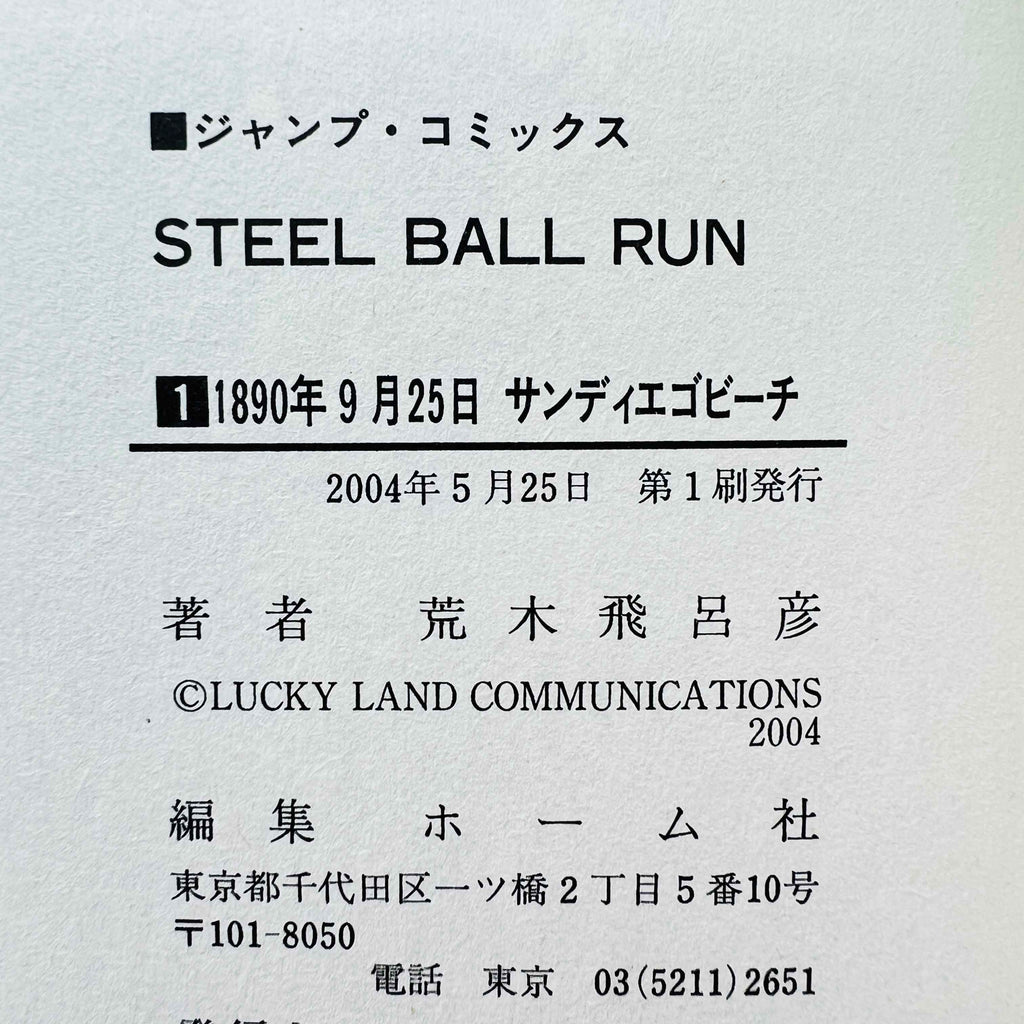 ■ジャンプ・コミックス
STEEL BALL RUN
1 1890年9月25日 サンディエゴビーチ
2004年5月25日 第1刷発行
著者 荒木飛呂彦
©LUCKY LAND COMMUNICATIONS
2004
編集 ホーム社
東京都千代田区一ツ橋2丁目5番10号
〒101-8050
電話 東京 03(5211)2651